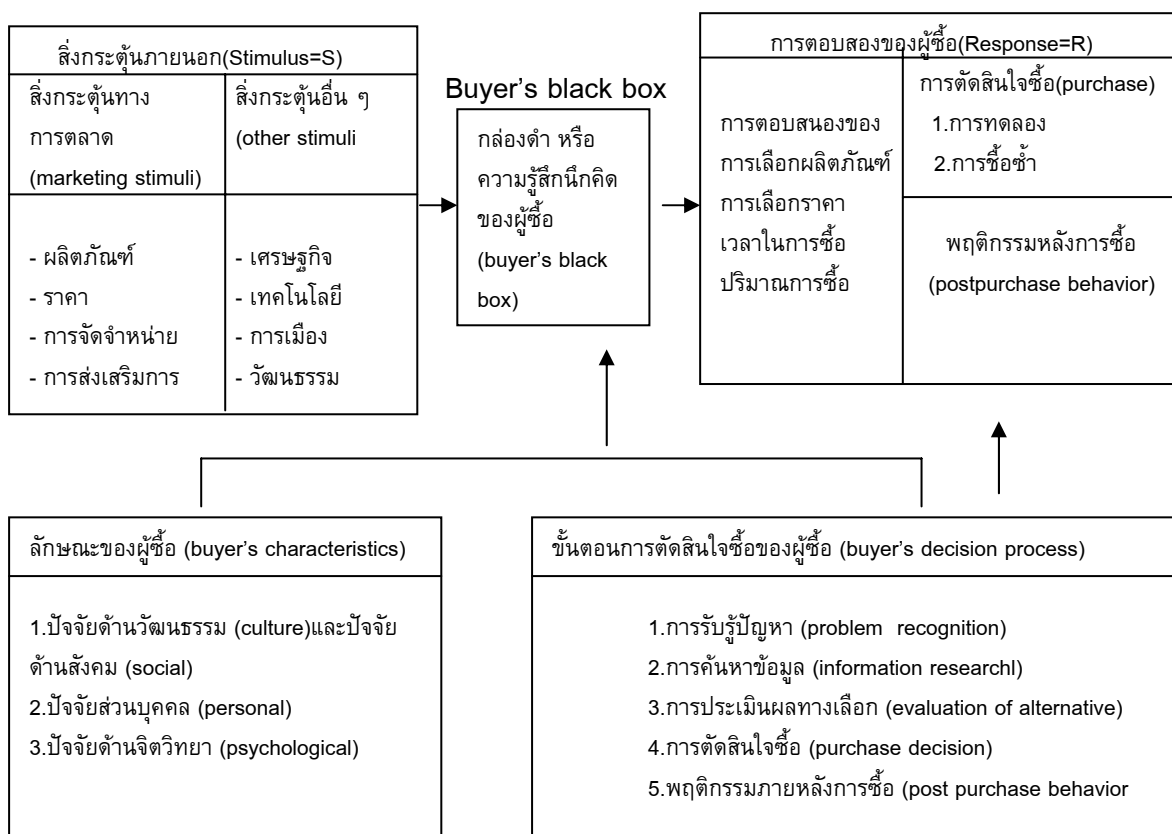 สิ่งกระตุ้นภายนอก(Stimulus=S)
สิ่งกระตุ้นทาง
การตลาด
(marketing stimuli)
สิ่งกระตุ้นอื่น ๆ
(other stimuli
- ผลิตภัณฑ์
- ราคา
- การจัดจำหน่าย
- การส่งเสริมการ
- เศรษฐกิจ
- เทคโนโลยี
- การเมือง
- วัฒนธรรม
Buyer's black box
กล่องดำ หรือ
ความรู้สึกนึกคิด
ของผู้ซื้อ
(buyer's black
box)
การตอบสองของผู้ซื้อ(Response=R)
การตอบสนองของ
การเลือกผลิตภัณฑ์
การเลือกราคา
เวลาในการซื้อ
ปริมาณการซื้อ
การตัดสินใจซื้อ(purchase)
1.การทดลอง
2.การซื้อซ้ำ
พฤติกรรมหลังการซื้อ
(postpurchase behavior)
ลักษณะของผู้ซื้อ (buyer's characteristics)
1.ปัจจัยด้านวัฒนธรรม (culture)และปัจจัย
ด้านสังคม (social)
2.ปัจจัยส่วนบุคคล (personal)
3.ปัจจัยด้านจิตวิทยา (psychological)
ขั้นตอนการตัดสินใจซื้อของผู้ซื้อ (buyer's decision process)
1.การรับรู้ปัญหา (problem recognition)
2.การค้นหาข้อมูล (information researchl)
3.การประเมินผลทางเลือก (evaluation of alternative)
4.การตัดสินใจซื้อ (purchase decision)
5.พฤติกรรมภายหลังการซื้อ (post purchase behavior